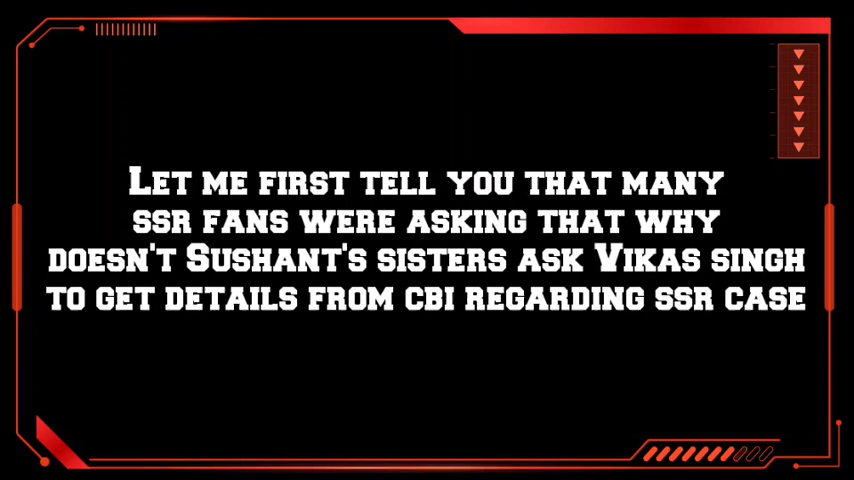 Let me first tell you that many
ssr fans were asking that why
doesn't Sushant's sisters ask Vikas singh
to get details from cbi regarding ssr case